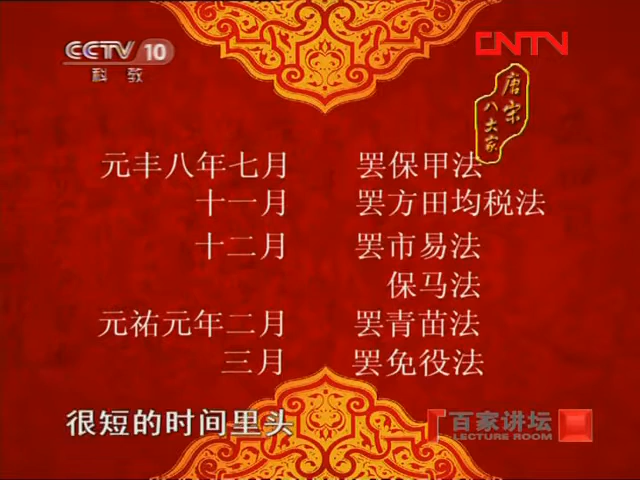 CCTV 10
科教
CNTV
唐宋
八大家
元丰八年七月 罢保甲法
十一月 罢方田均税法
十二月 罢市易法
保马法
元祐元年二月 罢青苗法
三月 罢免役法
很短的时间里头
百家讲坛
LECTURE ROOM